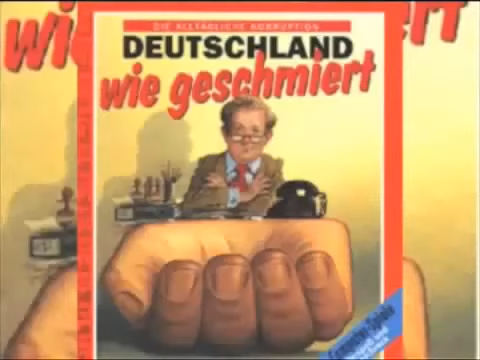 DIE ALLTÄGLICHE KORRUPTION
DEUTSCHLAND
wie geschmiert